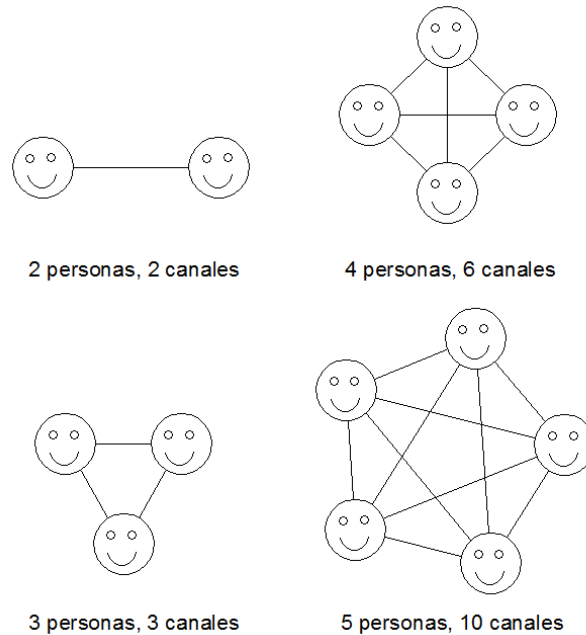 2 personas, 2 canales
4 personas, 6 canales
3 personas, 3 canales
5 personas, 10 canales